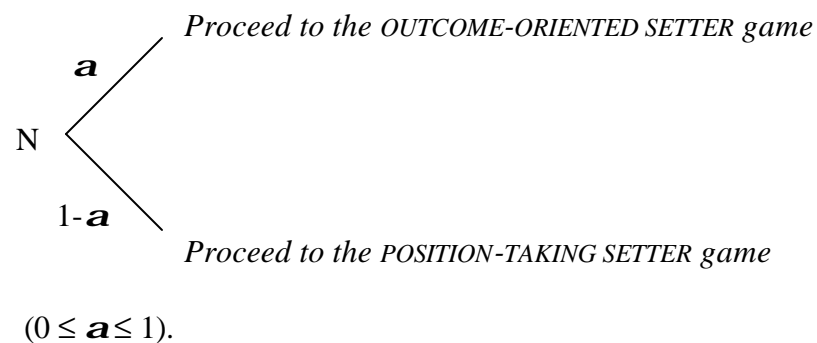 Proceed to the OUTCOME-ORIENTED SETTER game
a
N
1-a
Proceed to the POSITION-TAKING SETTER game
(0 ≤ a ≤ 1).